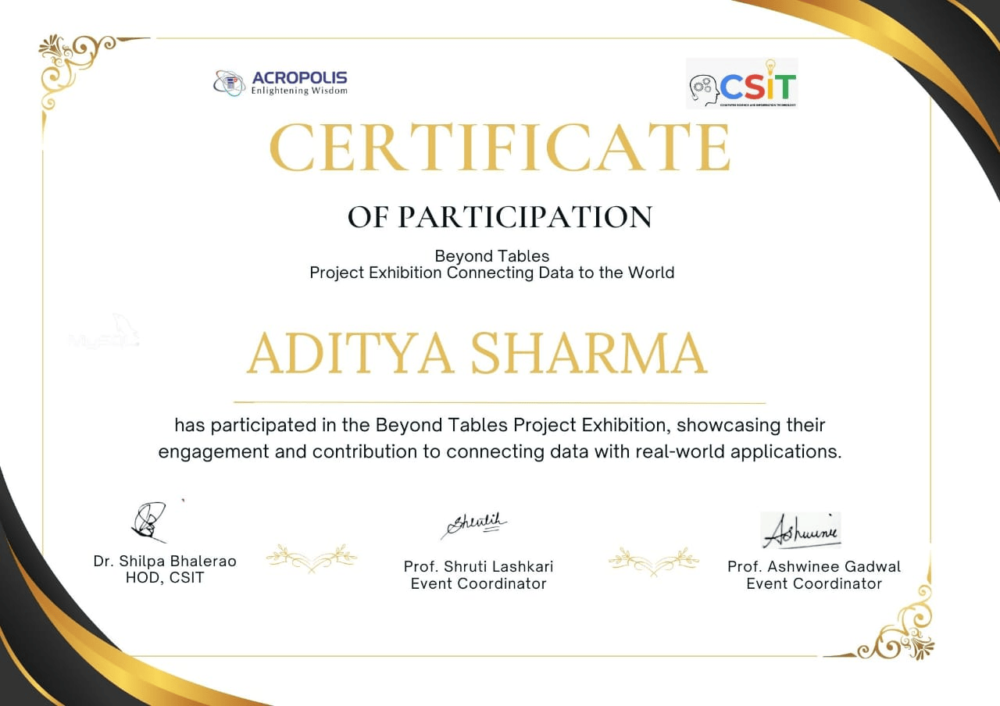 ACROPOLIS
Enlightening Wisdom
CSiT
COMPUTER SCIENCE AND INFORMATION TECHNOLOGY
CERTIFICATE
OF PARTICIPATION
Beyond Tables
Project Exhibition Connecting Data to the World
MySQL
ADITYA SHARMA
has participated in the Beyond Tables Project Exhibition, showcasing their
engagement and contribution to connecting data with real-world applications.
Ashwinie
Dr. Shilpa Bhalerao
HOD, CSIT
Prof. Shruti Lashkari
Event Coordinator
Prof. Ashwinee Gadwal
Event Coordinator